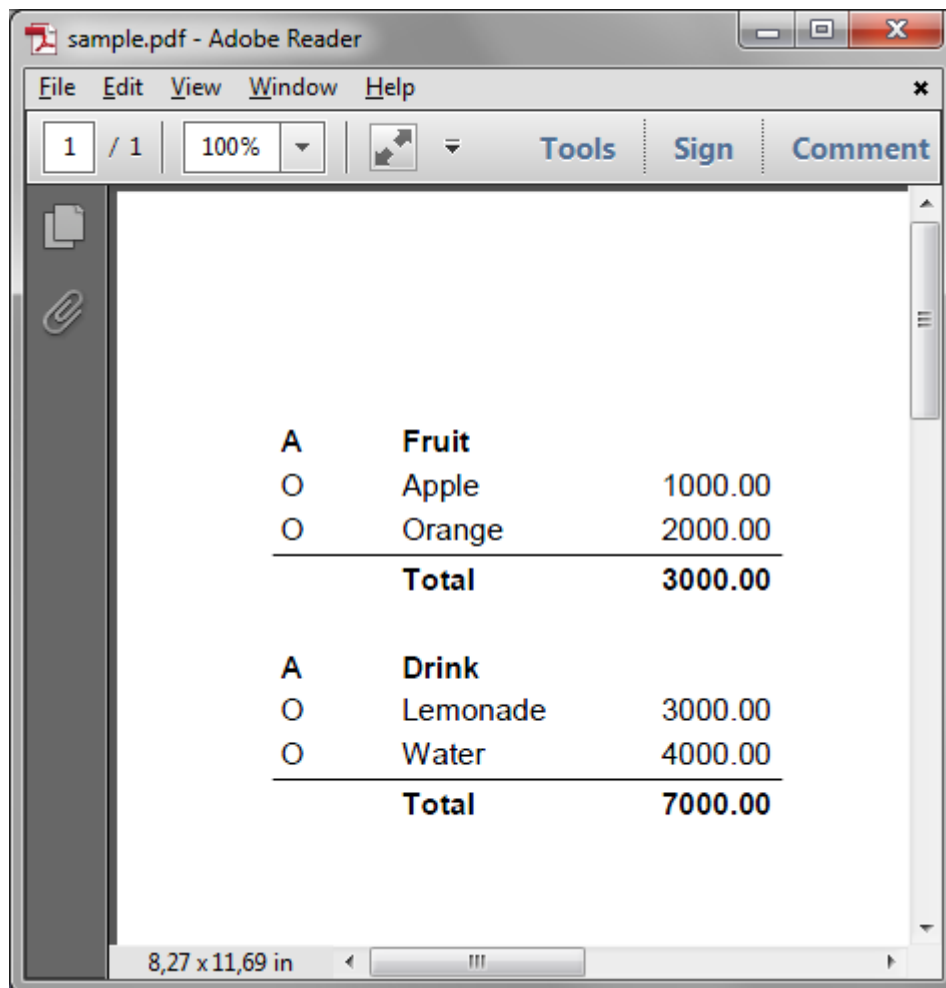 sample.pdf - Adobe Reader
File Edit View Window Help
1 / 1 100% Tools Sign Comment
A Fruit
O Apple 1000.00
O Orange 2000.00
Total 3000.00
A Drink
O Lemonade 3000.00
O Water 4000.00
Total 7000.00
8,27 x 11,69 in